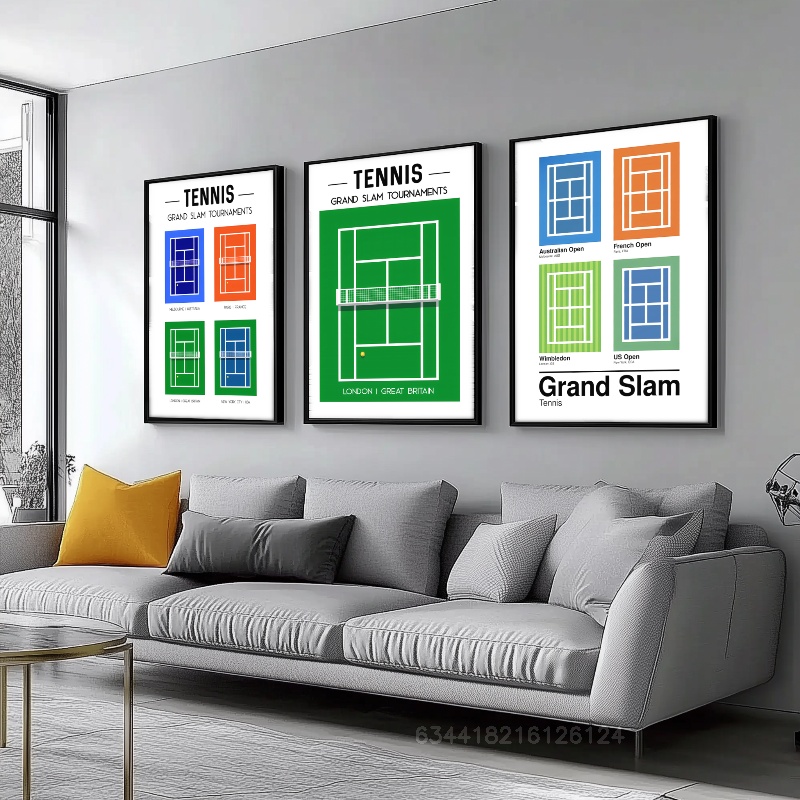 TENNIS
GRAND SLAM TOURNAMENTS
TENNIS
GRAND SLAM TOURNAMENTS
LONDON | GREAT BRITAIN
Australian Open
French Open
Wimbledon
US Open
Grand Slam
Tennis
634418216126124